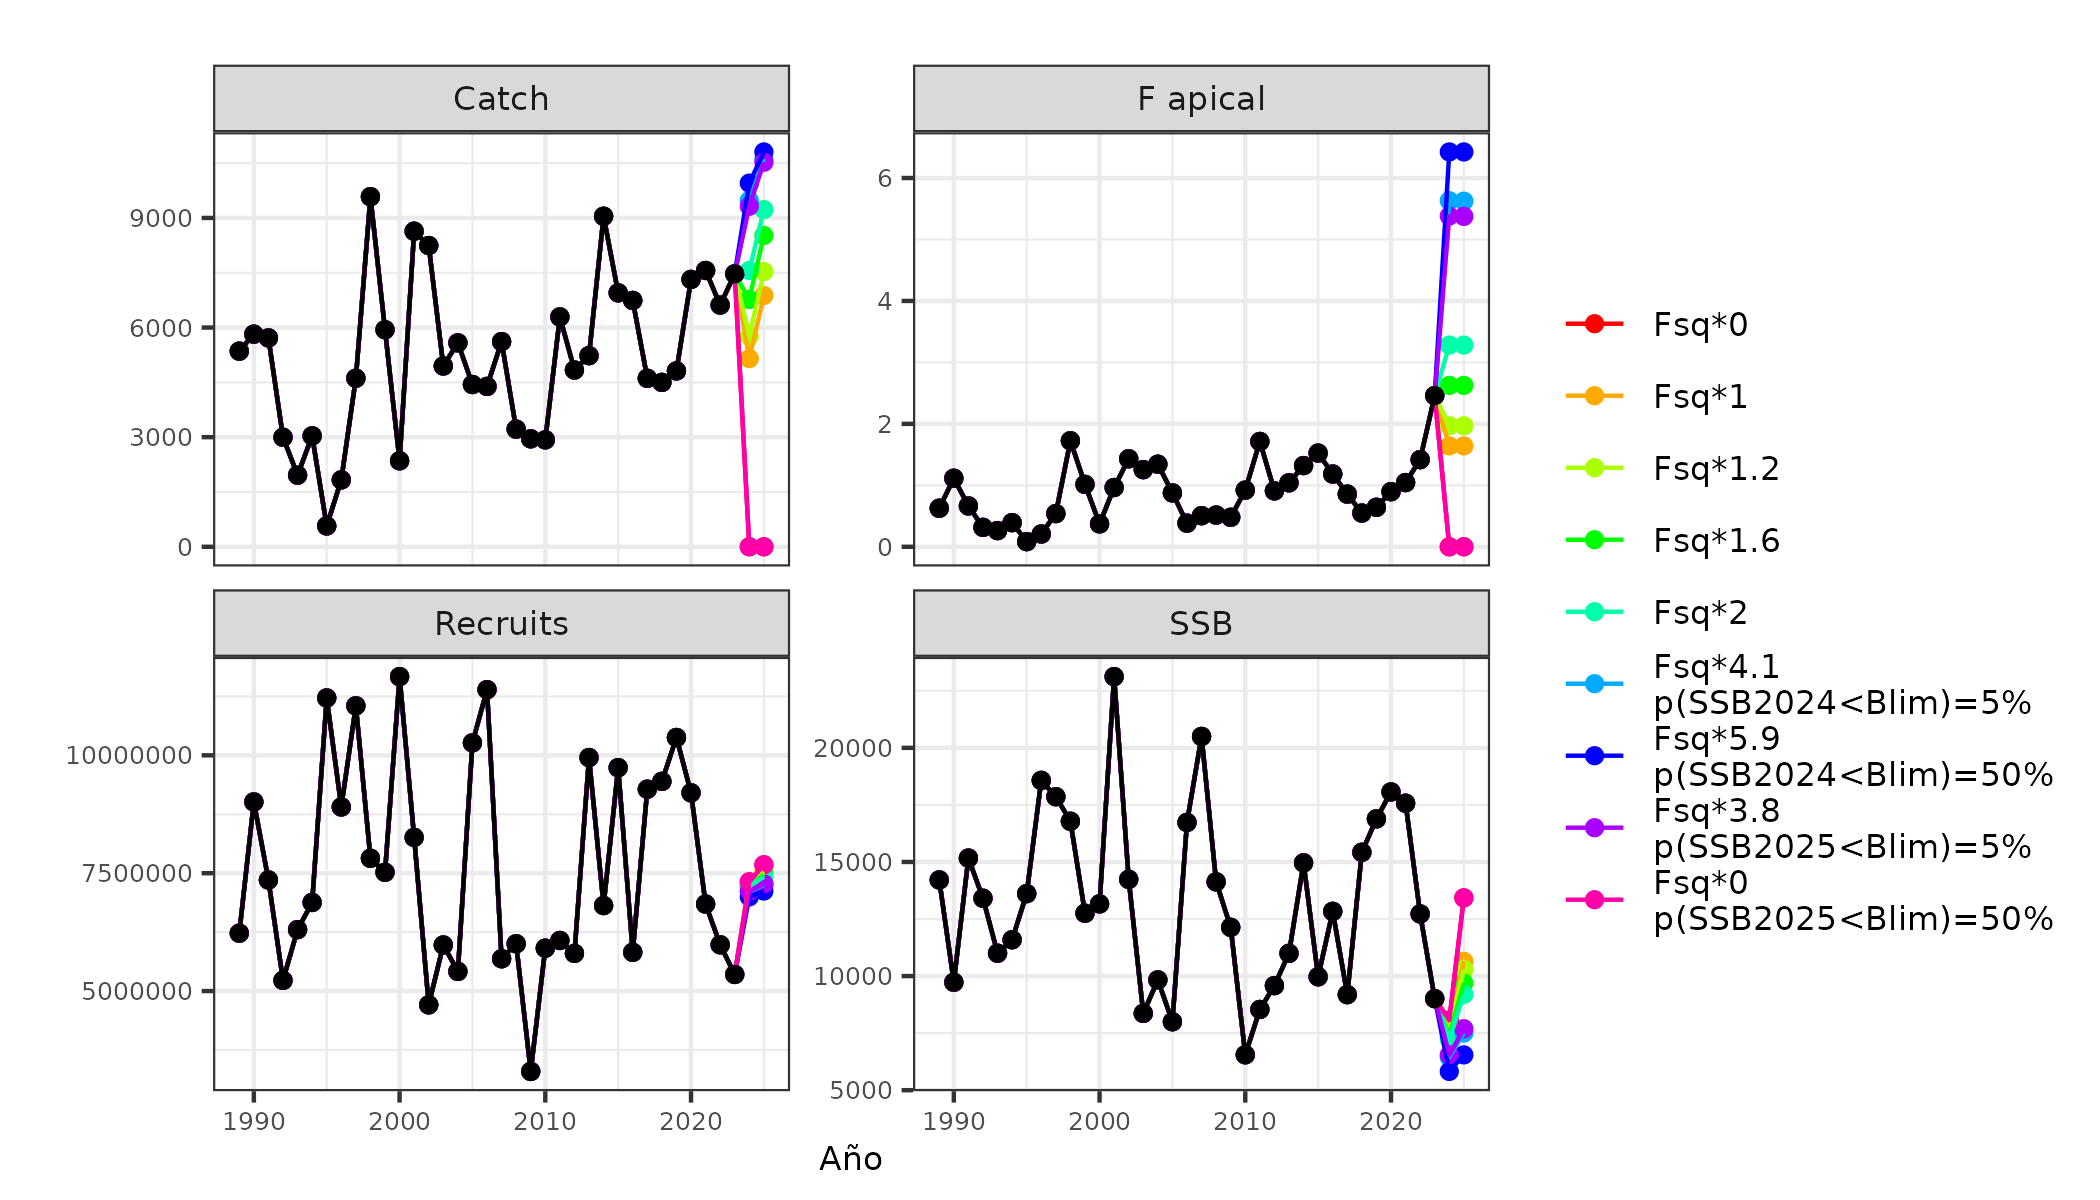 Catch
F apical
9000
6000
3000
0
6
4
2
0
Recruits
SSB
10000000
7500000
5000000
20000
15000
10000
5000
1990
2000
2010
2020
1990
2000
2010
2020
Año
Fsq*0
Fsq*1
Fsq*1.2
Fsq*1.6
Fsq*2
Fsq*4.1
p(SSB2024<Blim)=5%
Fsq*5.9
p(SSB2024<Blim)=50%
Fsq*3.8
p(SSB2025<Blim)=5%
Fsq*0
p(SSB2025<Blim)=50%